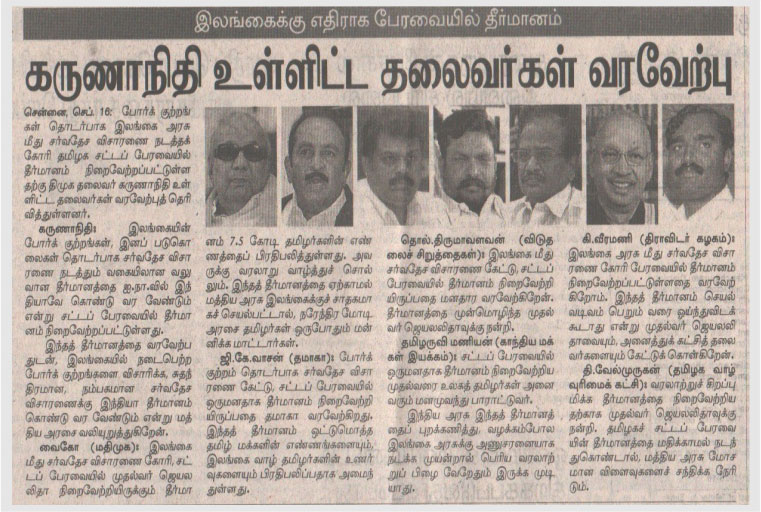 இலங்கைக்கு எதிராக பேரவையில் தீர்மானம்
கருணாநிதி உள்ளிட்ட தலைவர்கள் வரவேற்பு
சென்னை, செப். 16: போர்க் குற்றங்
கள் தொடர்பாக இலங்கை அரசு
மீது சர்வதேச விசாரணை நடத்தக்
கோரி தமிழக சட்டப் பேரவையில்
தீர்மானம் நிறைவேற்றப்பட்டுள்ள
தற்கு திமுக தலைவர் கருணாநிதி உள்
ளிட்ட தலைவர்கள் வரவேற்புத் தெரி
வித்துள்ளனர்.
கருணாநிதி: இலங்கையின்
போர்க் குற்றங்கள், இனப் படுகொ
லைகள் தொடர்பாக சர்வதேச விசா
ரணை நடத்தும் வகையிலான வலு
வான தீர்மானத்தை ஐ.நா.வில் இந்
தியாவே கொண்டு வர வேண்டும்
என்று சட்டப் பேரவையில் தீர்மா
னம் நிறைவேற்றப்பட்டுள்ளது.
இந்தத் தீர்மானத்தை வரவேற்ப
துடன், இலங்கையில் நடைபெற்ற
போர்க் குற்றங்களை விசாரிக்க, சுதந்
திரமான, நம்பகமான சர்வதேச
விசாரணைக்கு இந்தியா தீர்மானம்
கொண்டு வர வேண்டும் என்று மத்
திய அரசை வலியுறுத்துகிறேன்.
வைகோ (மதிமுக): இலங்கை
மீது சர்வதேச விசாரணை கோரி, சட்
டப் பேரவையில் முதல்வர் ஜெயல
லிதா நிறைவேற்றியிருக்கும் தீர்மா
னம் 7.5 கோடி தமிழர்களின் எண்
ணத்தைப் பிரதிபலித்துள்ளது. அவ
ருக்கு வரலாறு வாழ்த்துச் சொல்
லும். இந்தத் தீர்மானத்தை ஏற்காமல்
மத்திய அரசு இலங்கைக்குச் சாதகமா
கச் செயல்பட்டால், நரேந்திர மோடி
அரசை தமிழர்கள் ஒருபோதும் மன்
னிக்க மாட்டார்கள்.
ஜி.கே.வாசன் (தமாகா): போர்க்
குற்றம் தொடர்பாக சர்வதேச விசா
ரணை கேட்டு, சட்டப் பேரவையில்
ஒருமனதாக தீர்மானம் நிறைவேற்றி
யிருப்பதை தமாகா வரவேற்கிறது.
இந்தத் தீர்மானம் ஒட்டுமொத்த
தமிழ் மக்களின் எண்ணங்களையும்,
இலங்கை வாழ் தமிழர்களின் உணர்
வுகளையும் பிரதிபலிப்பதாக அமைந்
துள்ளது.
தொல்.திருமாவளவன் (விடுத
லைச் சிறுத்தைகள்): இலங்கை மீது
சர்வதேச விசாரணை கேட்டு, சட்டப்
பேரவையில் தீர்மானம் நிறைவேற்றி
யிருப்பதை மனதார வரவேற்கிறேன்.
தீர்மானத்தை முன்மொழிந்த முதல்
வர் ஜெயலலிதாவுக்கு நன்றி.
தமிழருவி மணியன் (காந்திய மக்
கள் இயக்கம்): சட்டப் பேரவையில்
ஒருமனதாக தீர்மானம் நிறைவேற்றிய
முதல்வரை உலகத் தமிழர்கள் அனை
வரும் மனமுவந்து பாராட்டுவர்.
இந்திய அரசு இந்தத் தீர்மானத்
தைப் புறக்கணித்து, வழக்கம்போல
இலங்கை அரசுக்கு அனுசரணையாக
நடக்க முயன்றால் பெரிய வரலாற்
றுப் பிழை வேறேதும் இருக்க முடி
யாது.
கி.வீரமணி (திராவிடர் கழகம்):
இலங்கை அரசு மீது சர்வதேச விசா
ரணை கோரி பேரவையில் தீர்மானம்
நிறைவேற்றப்பட்டுள்ளதை வரவேற்
கிறோம். இந்தத் தீர்மானம் செயல்
வடிவம் பெறும் வரை ஓய்ந்துவிடக்
கூடாது என்று முதல்வர் ஜெயலலி
தாவையும், அனைத்துக் கட்சித் தலை
வர்களையும் கேட்டுக் கொள்கிறேன்.
தி.வேல்முருகன் (தமிழக வாழ்
வுரிமைக் கட்சி): வரலாற்றுச் சிறப்பு
மிக்க தீர்மானத்தை நிறைவேற்றிய
தற்காக முதல்வர் ஜெயலலிதாவுக்கு
நன்றி. தமிழகச் சட்டப் பேரவை
யின் தீர்மானத்தை மதிக்காமல் நடந்
துகொண்டால், மத்திய அரசு மோச
மான விளைவுகளைச் சந்திக்க நேரி
டும்.